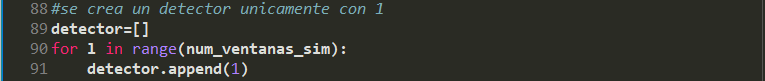 88 #se crea un detector unicamente con 1
89 detector=[]
90 for l in range(num_ventanas_sim):
91     detector.append(1)